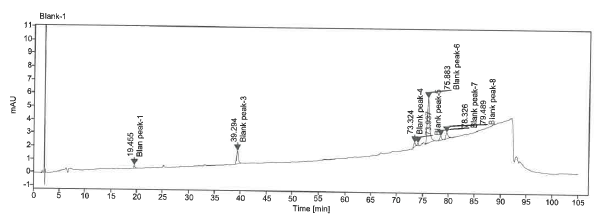 Blank-1
mAU
11
10
9
8
7
6
5
4
3
2
1
0
-1
19.455
Blan peak-1
39.294
Blank peak-3
73.324
Blank peak-4
Blank peak-5
75.883
Blank peak-6
78.326
Blank peak-7
79.489
Blank peak-8
0 5 10 15 20 25 30 35 40 45 50 55 60 65 70 75 80 85 90 95 100 105
Time [min]